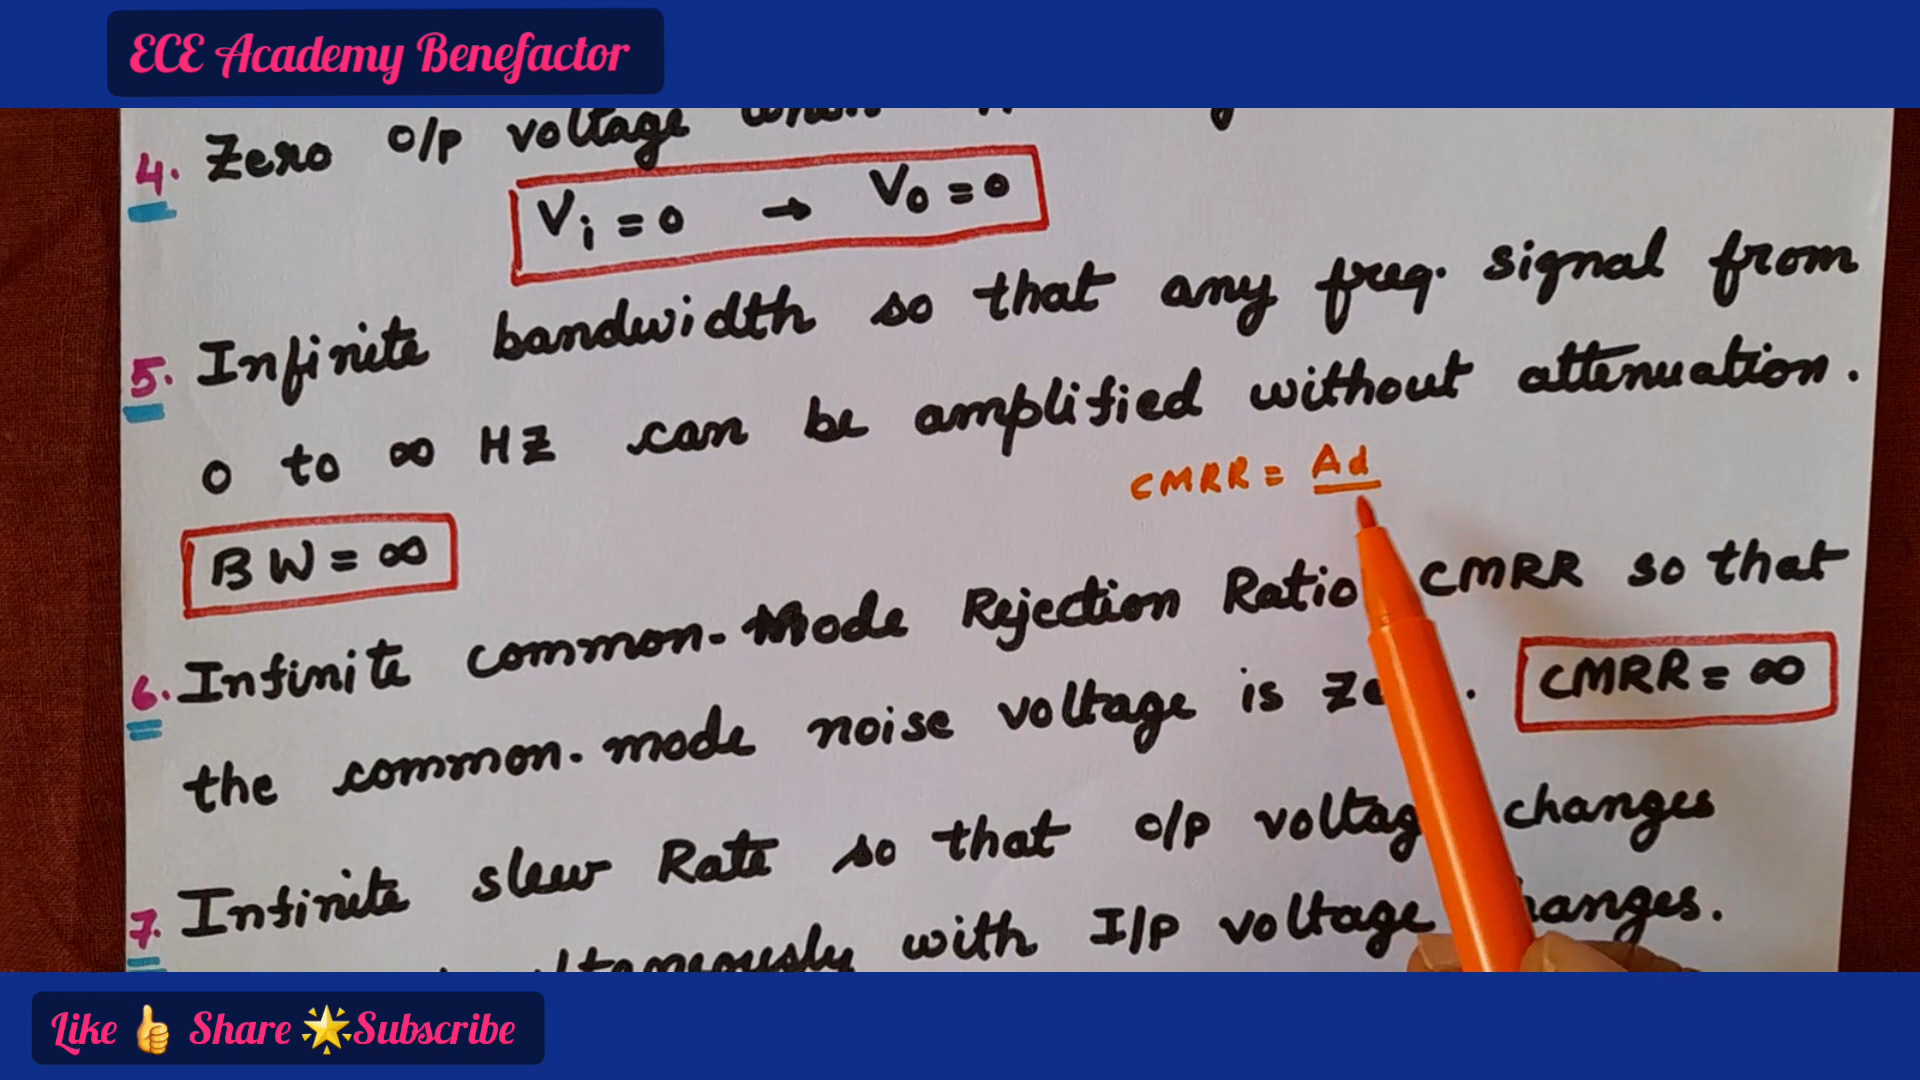 ECE Academy Benefactor
4. Zero o/p voltage when
Vi = 0 → Vo = 0
5. Infinite bandwidth so that any freq. signal from
0 to ∞ HZ can be amplified without attenuation.
CMRR = Ad
BW = ∞
6. Infinite common-Mode Rejection Ratio CMRR so that
the common-mode noise voltage is . CMRR = ∞
7. Infinite slew Rate so that o/p voltag changes
with I/p voltage changes.
Like 👍 Share 🌟Subscribe